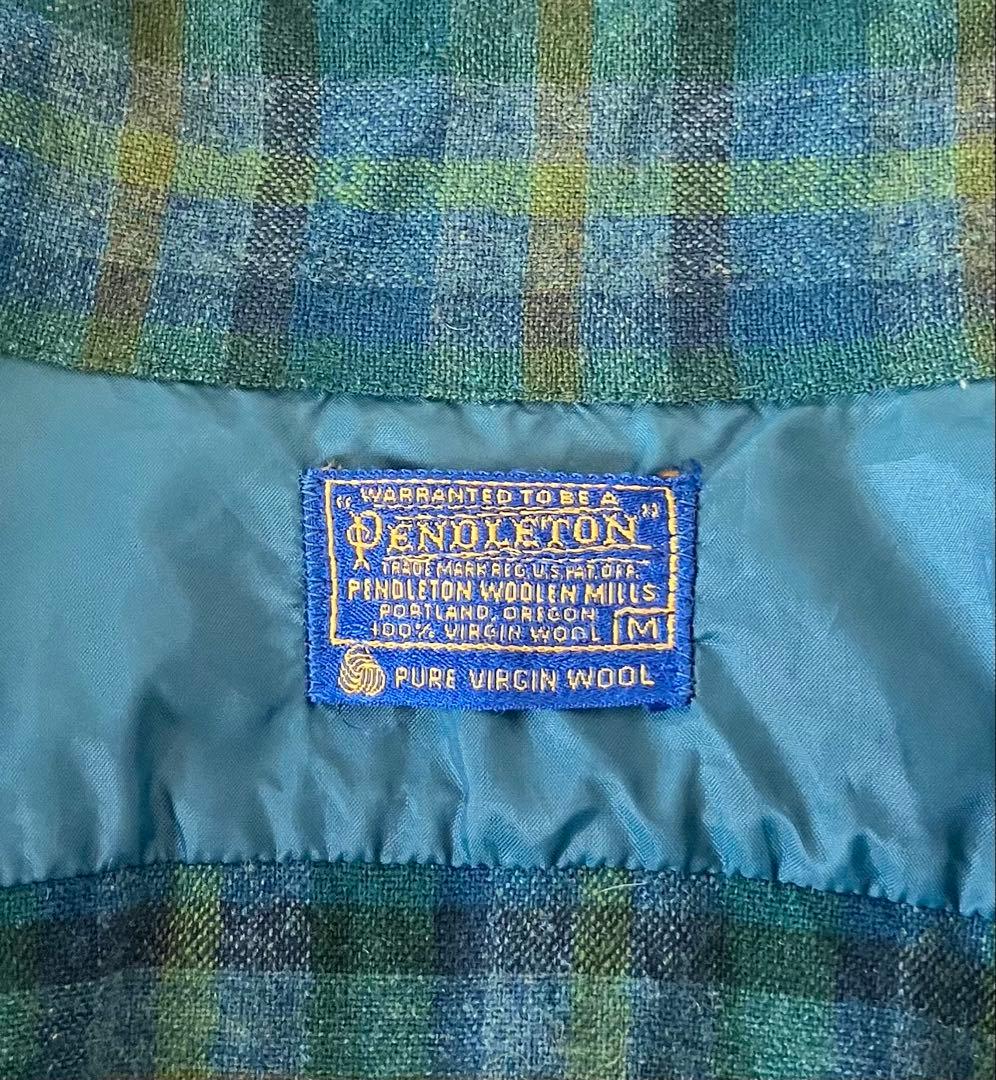 WARRANTED TO BE A
"PENDLETON"
TRADE MARK REG. U.S. PAT. OFF.
PENDLETON WOOLEN MILLS
PORTLAND, OREGON
100% VIRGIN WOOL M
PURE VIRGIN WOOL